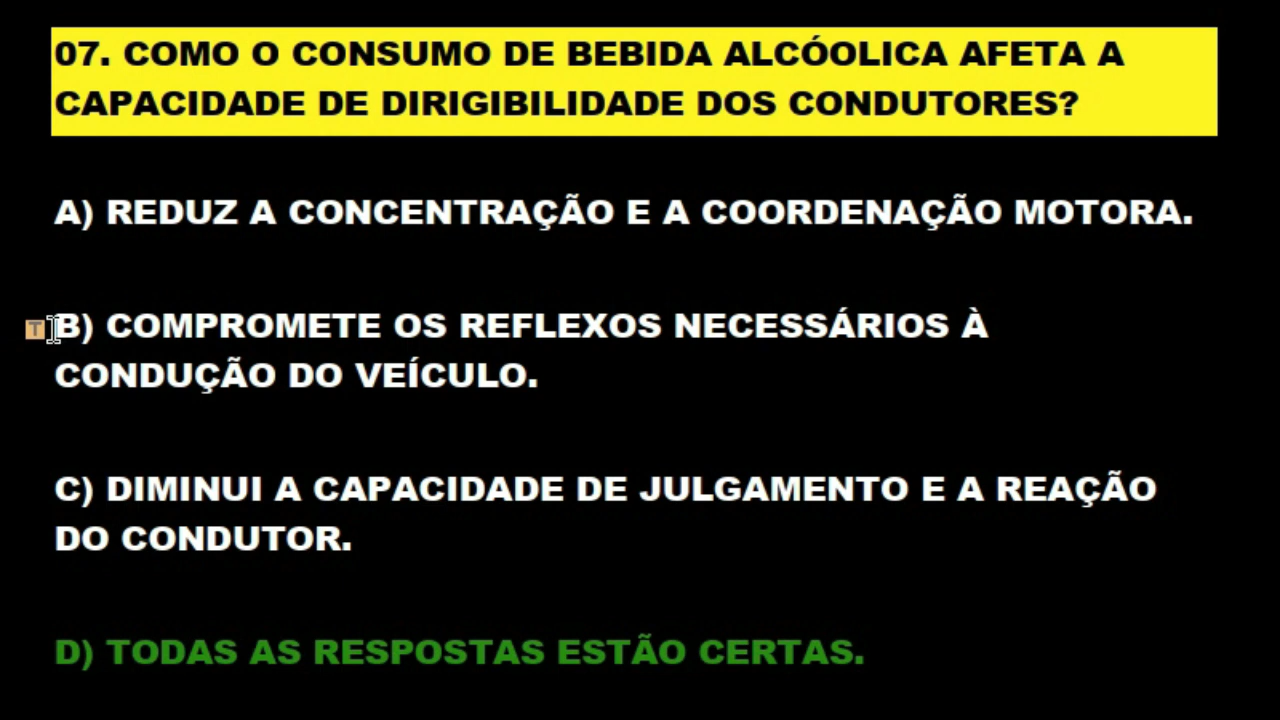 07. COMO O CONSUMO DE BEBIDA ALCÓOLICA AFETA A
CAPACIDADE DE DIRIGIBILIDADE DOS CONDUTORES?
A) REDUZ A CONCENTRAÇÃO E A COORDENAÇÃO MOTORA.
T
B) COMPROMETE OS REFLEXOS NECESSÁRIOS À
CONDUÇÃO DO VEÍCULO.
C) DIMINUI A CAPACIDADE DE JULGAMENTO E A REAÇÃO
DO CONDUTOR.
D) TODAS AS RESPOSTAS ESTÃO CERTAS.